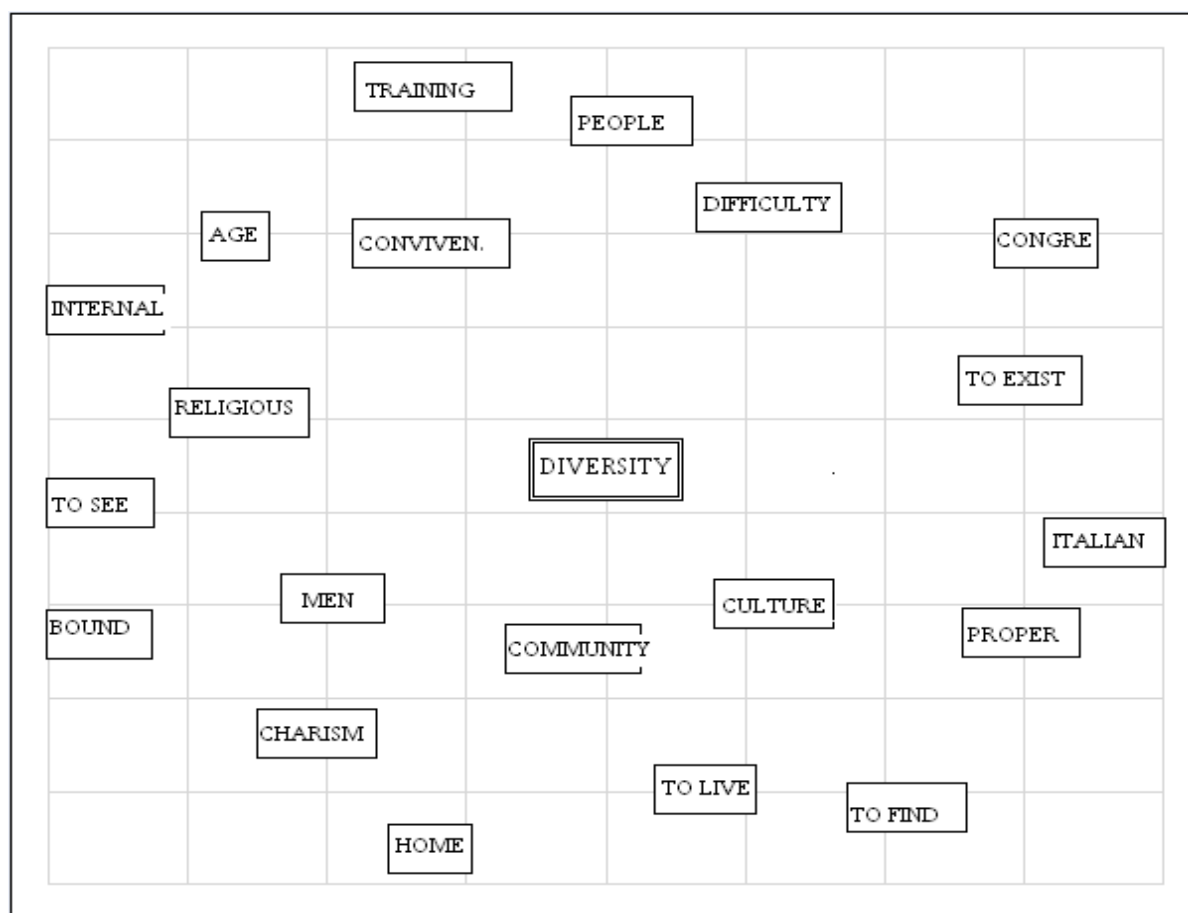 TRAINING
PEOPLE
DIFFICULTY
AGE
CONVIVEN.
CONGRE
INTERNAL
TO EXIST
RELIGIOUS
DIVERSITY
TO SEE
ITALIAN
MEN
CULTURE
BOUND
COMMUNITY
PROPER
CHARISM
TO LIVE
TO FIND
HOME